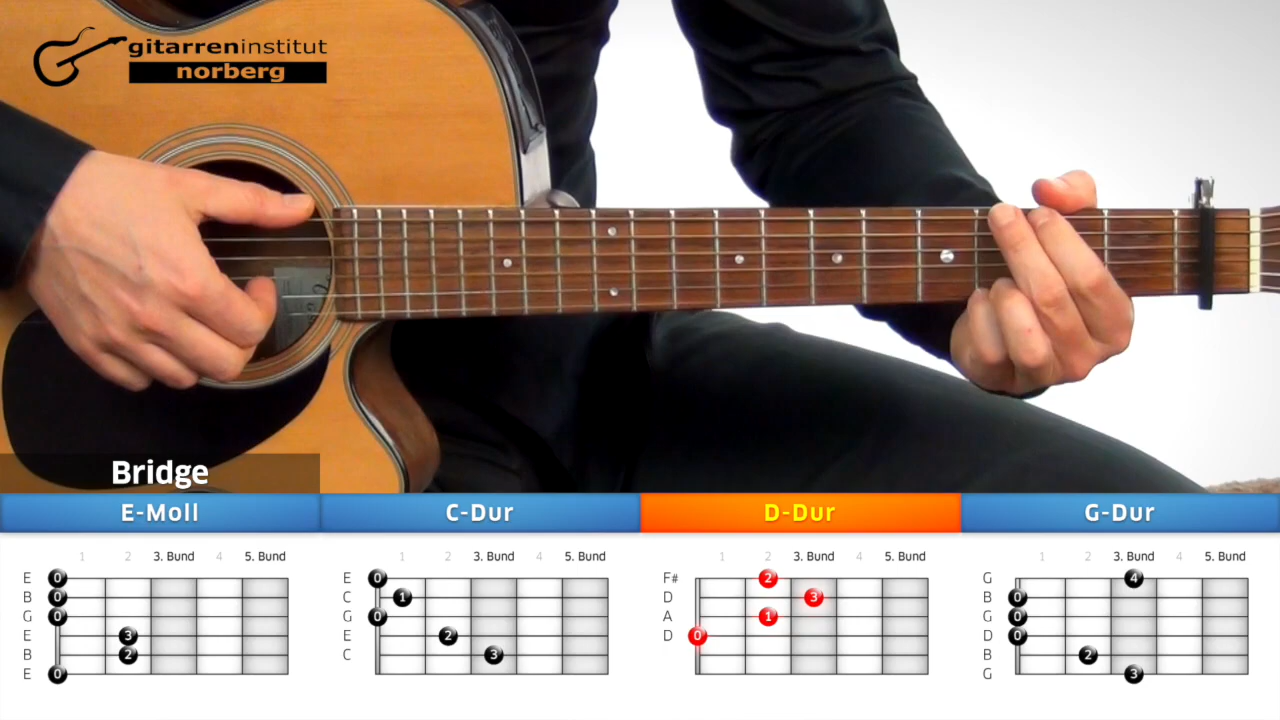 gitarreninstitut
norberg
Bridge
E-Moll
C-Dur
D-Dur
G-Dur
1 2 3. Bund 4 5. Bund
E 0
B 0
G 0
E 3
B 2
E 0
1 2 3. Bund 4 5. Bund
E 0
C 1
G 0
E 2
C 3
1 2 3. Bund 4 5. Bund
F# 2
D 3
A 1
D 0
1 2 3. Bund 4 5. Bund
G 4
B 0
G 0
D 0
B 2
G 3